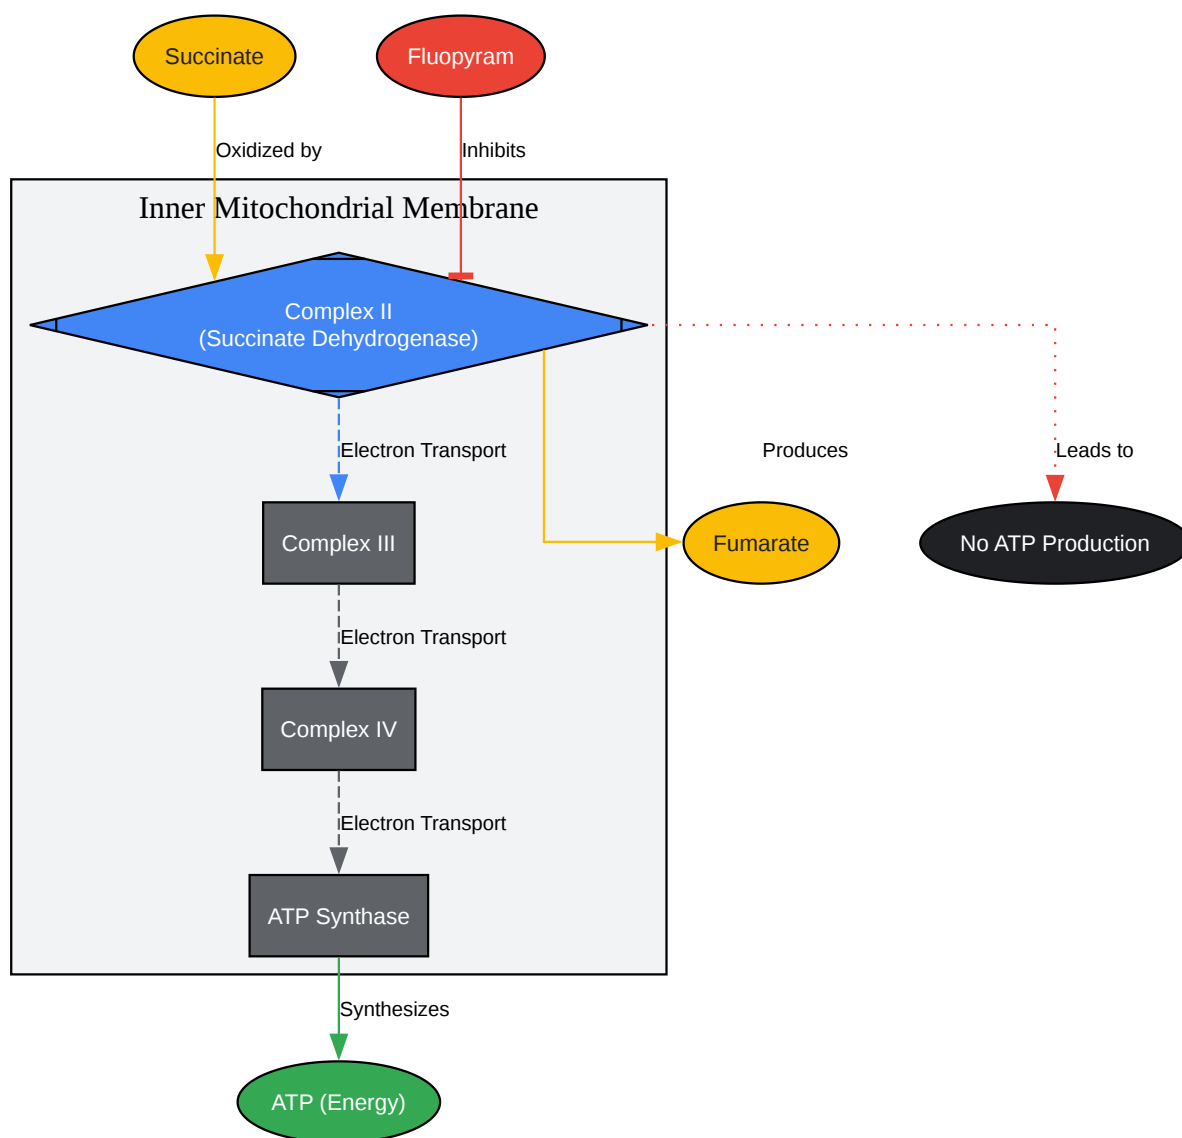 Succinate
Fluopyram
Oxidized by
Inhibits
Inner Mitochondrial Membrane
Complex II
(Succinate Dehydrogenase)
Electron Transport
Produces
Leads to
Complex III
Fumarate
No ATP Production
Electron Transport
Complex IV
Electron Transport
ATP Synthase
Synthesizes
ATP (Energy)